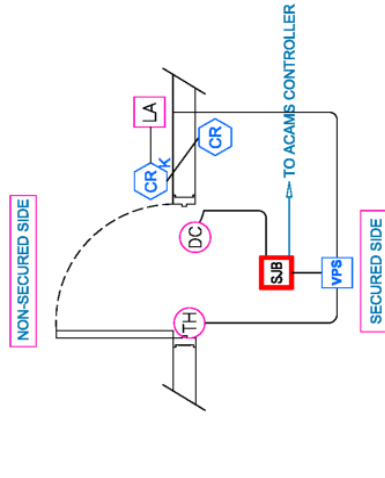 NON-SECURED SIDE
LA
CR
K
CR
TO ACAMS CONTROLLER
DC
SJB
TH
VPS
SECURED SIDE